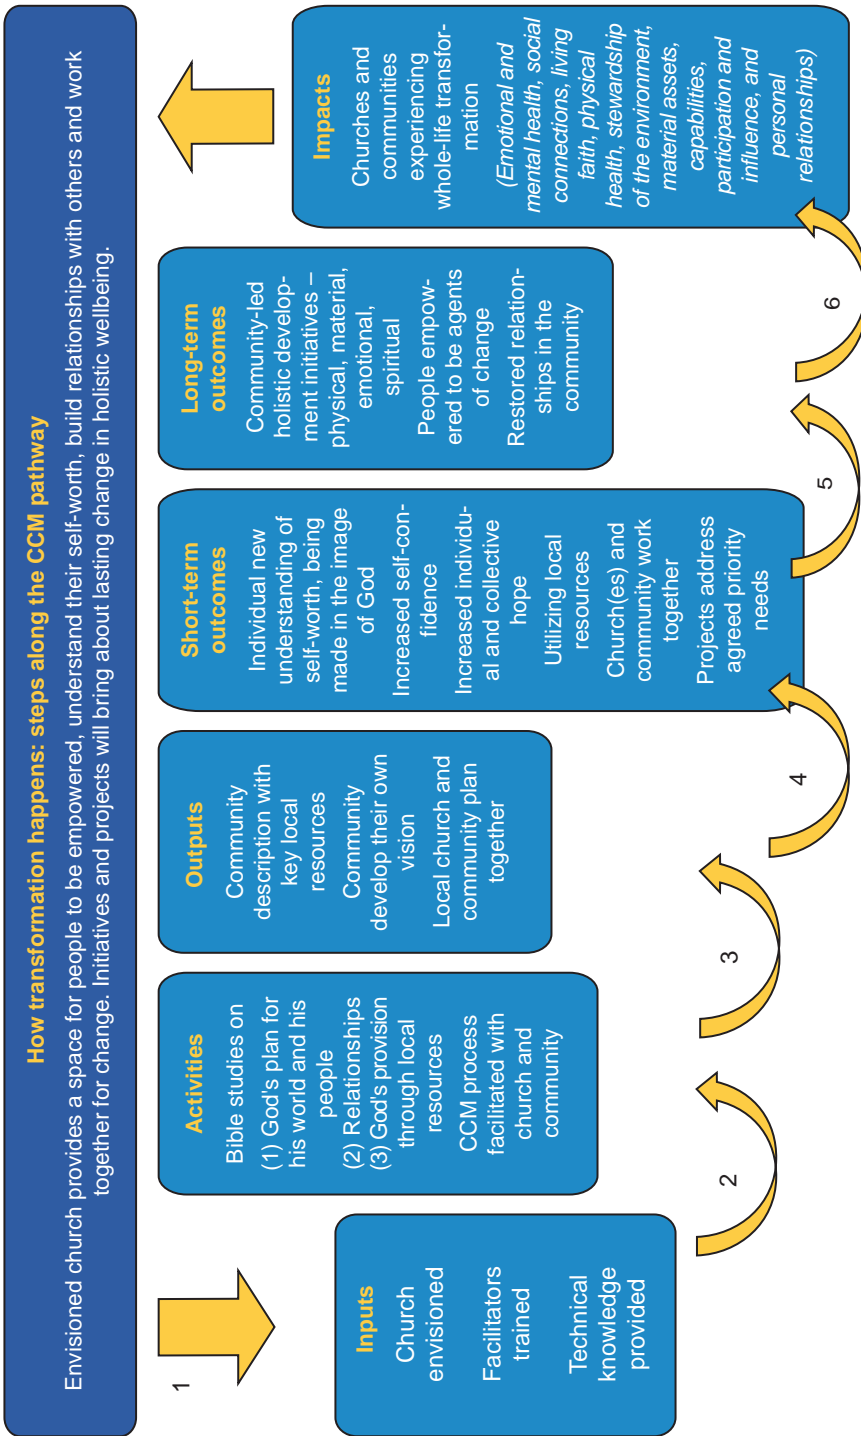 How transformation happens: steps along the CCM pathway
Envisioned church provides a space for people to be empowered, understand their self-worth, build relationships with others and work
together for change. Initiatives and projects will bring about lasting change in holistic wellbeing.
1
Inputs
Church
envisioned
Facilitators
trained
Technical
knowledge
provided
2
Activities
Bible studies on
(1) God's plan for
his world and his
people
(2) Relationships
(3) God's provision
through local
resources
CCM process
facilitated with
church and
community
3
Outputs
Community
description with
key local
resources
Community
develop their own
vision
Local church and
community plan
together
4
Short-term
outcomes
Individual new
understanding of
self-worth, being
made in the image
of God
Increased self-con-
fidence
Increased individu-
al and collective
hope
Utilizing local
resources
Church(es) and
community work
together
Projects address
agreed priority
needs
5
Long-term
outcomes
Community-led
holistic develop-
ment initiatives –
physical, material,
emotional,
spiritual
People empow-
ered to be agents
of change
Restored relation-
ships in the
community
6
Impacts
Churches and
communities
experiencing
whole-life transfor-
mation
(Emotional and
mental health, social
connections, living
faith, physical
health, stewardship
of the environment,
material assets,
capabilities,
participation and
influence, and
personal
relationships)